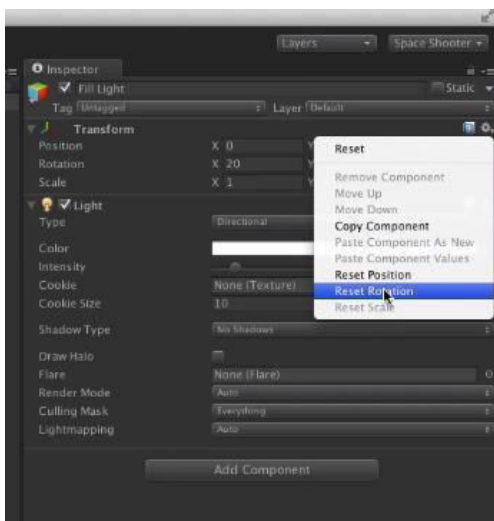 Layers Space Shooter
Inspector
Fill Light Static
Tag Untagged Layer Default
Transform
Position X 0 Y
Rotation X 20 Y
Scale X 1 Y
Reset
Remove Component
Move Up
Move Down
Copy Component
Paste Component As New
Paste Component Values
Reset Position
Reset Rotation
Reset Scale
Light
Type Directional
Color
Intensity
Cookie None (Texture)
Cookie Size 10
Shadow Type No Shadows
Draw Halo
Flare None (Flare)
Render Mode Auto
Culling Mask Everything
Lightmapping Auto
Add Component